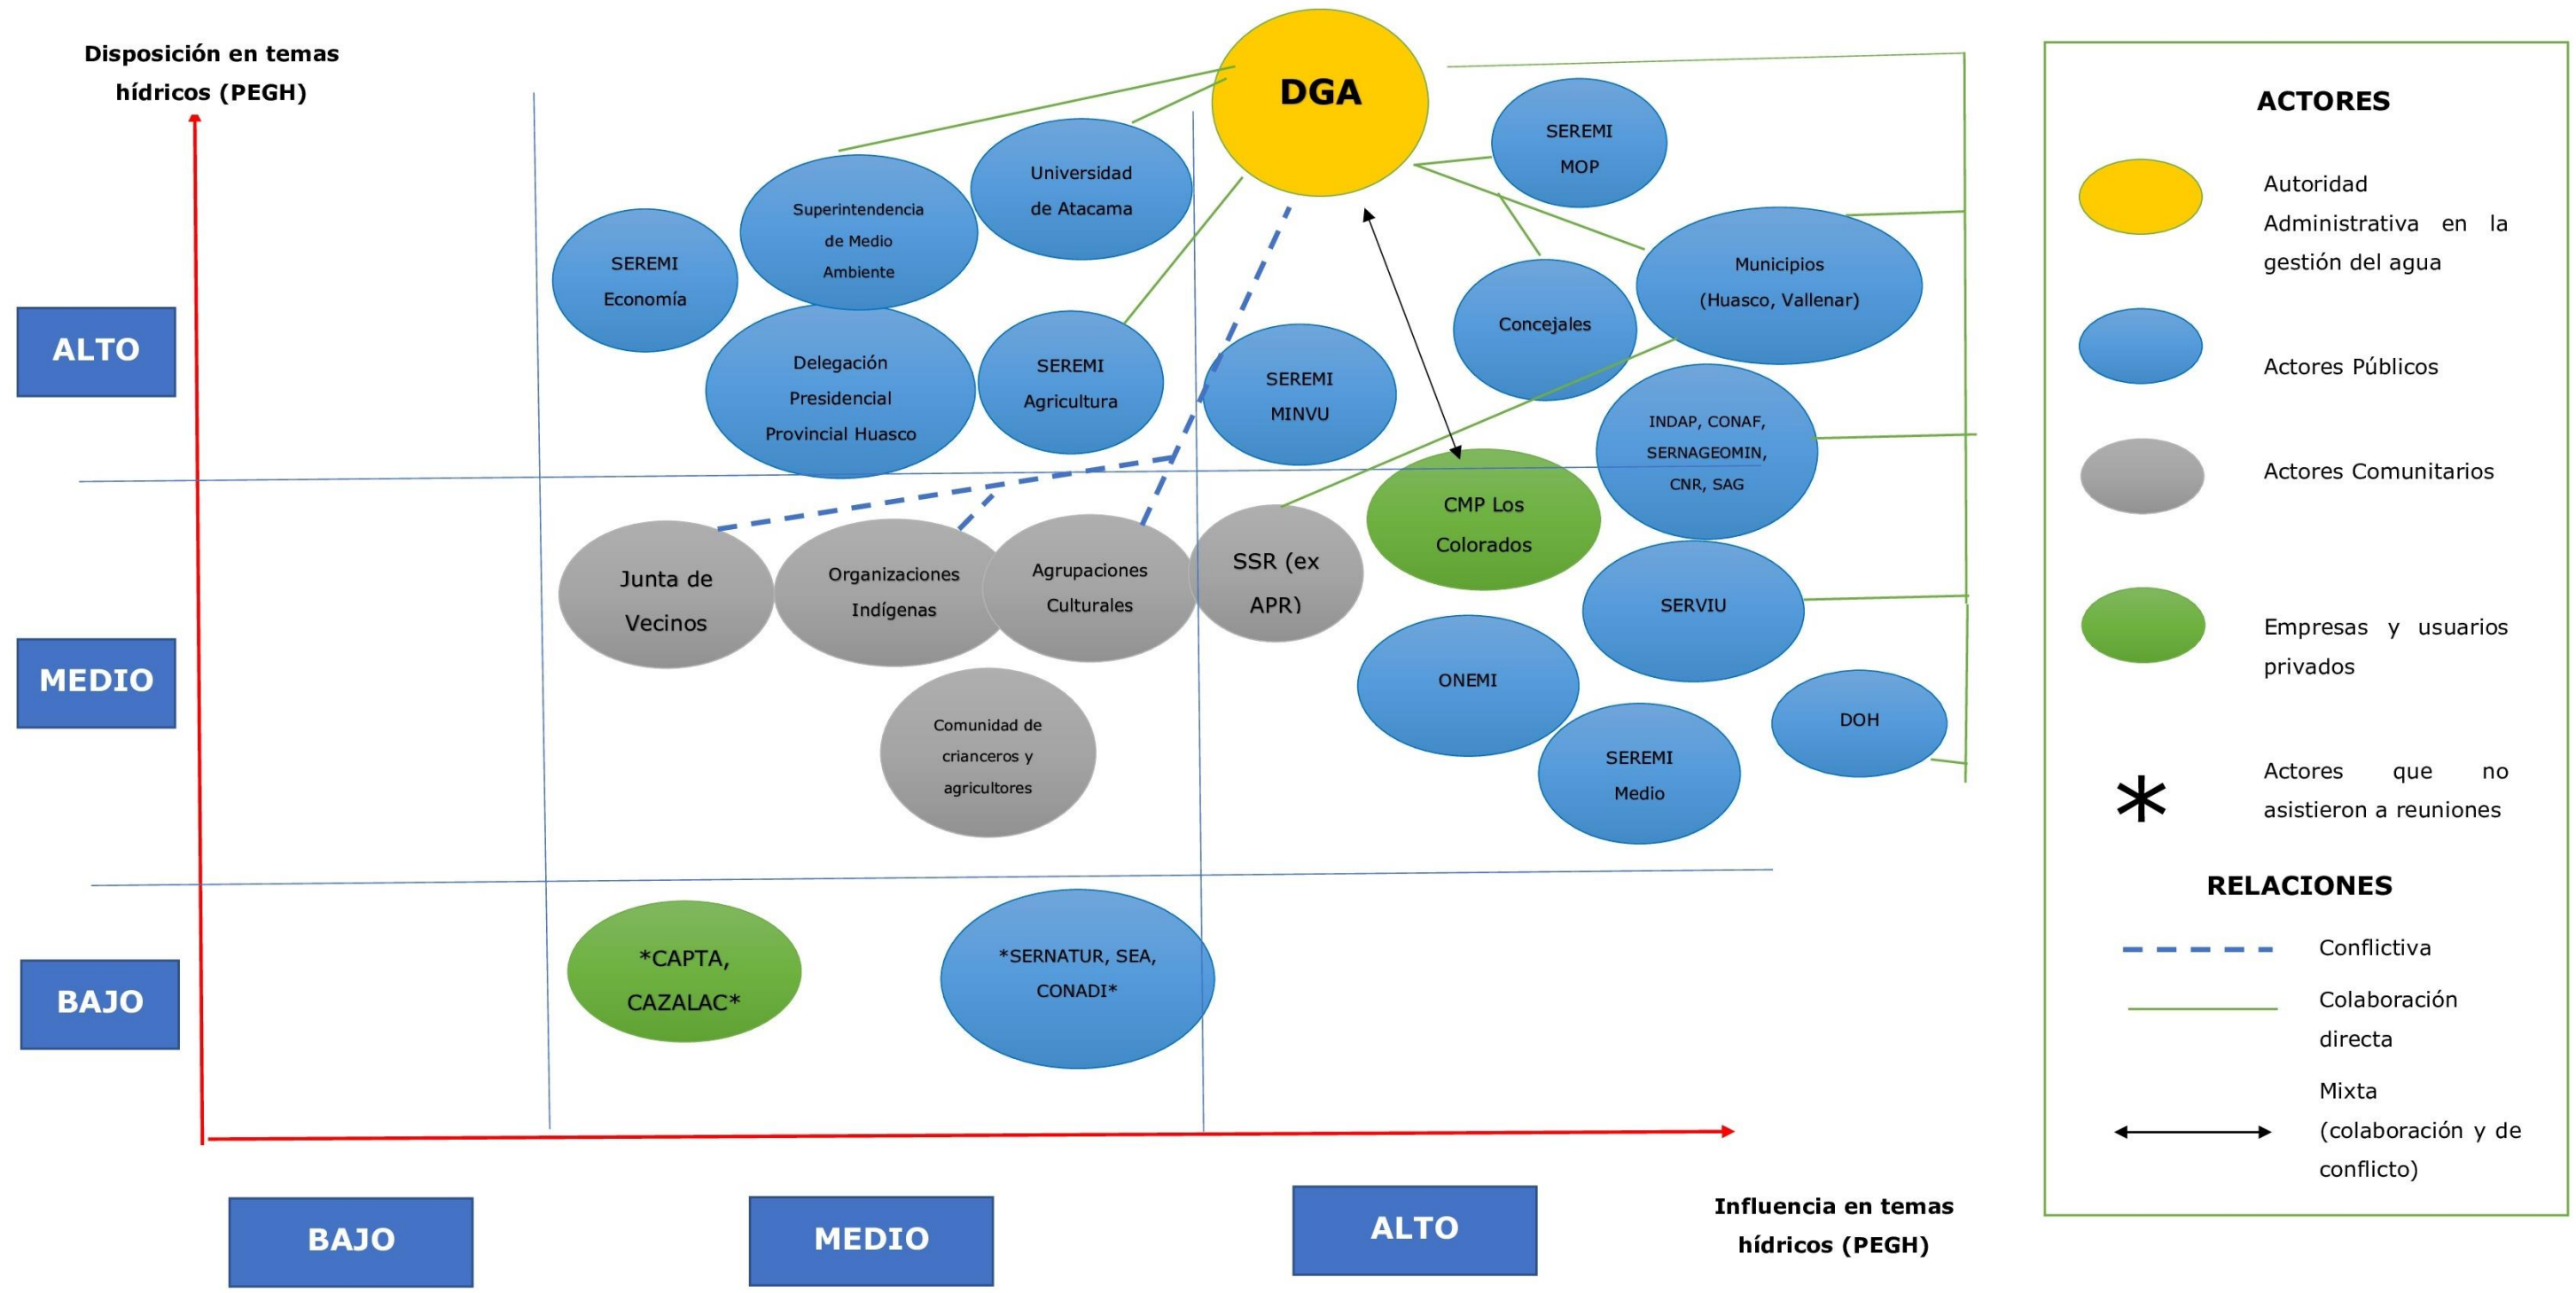 Disposición en temas
hídricos (PEGH)
DGA
SEREMI
MOP
Universidad
de Atacama
Superintendencia
de Medio
Ambiente
SEREMI
Economía
Municipios
(Huasco, Vallenar)
Concejales
ALTO
Delegación
Presidencial
Provincial Huasco
SEREMI
Agricultura
SEREMI
MINVU
INDAP, CONAF,
SERNAGEOMIN,
CNR, SAG
CMP Los
Colorados
Junta de
Vecinos
Organizaciones
Indígenas
Agrupaciones
Culturales
SSR (ex
APR)
SERVIU
MEDIO
ONEMI
DOH
Comunidad de
crianceros y
agricultores
SEREMI
Medio
BAJO
*CAPTA,
CAZALAC*
*SERNATUR, SEA,
CONADI*
BAJO
MEDIO
ALTO
Influencia en temas
hídricos (PEGH)
ACTORES
Autoridad
Administrativa en la
gestión del agua
Actores Públicos
Actores Comunitarios
Empresas y usuarios
privados
*
Actores que no
asistieron a reuniones
RELACIONES
Conflictiva
Colaboración
directa
Mixta
(colaboración y de
conflicto)